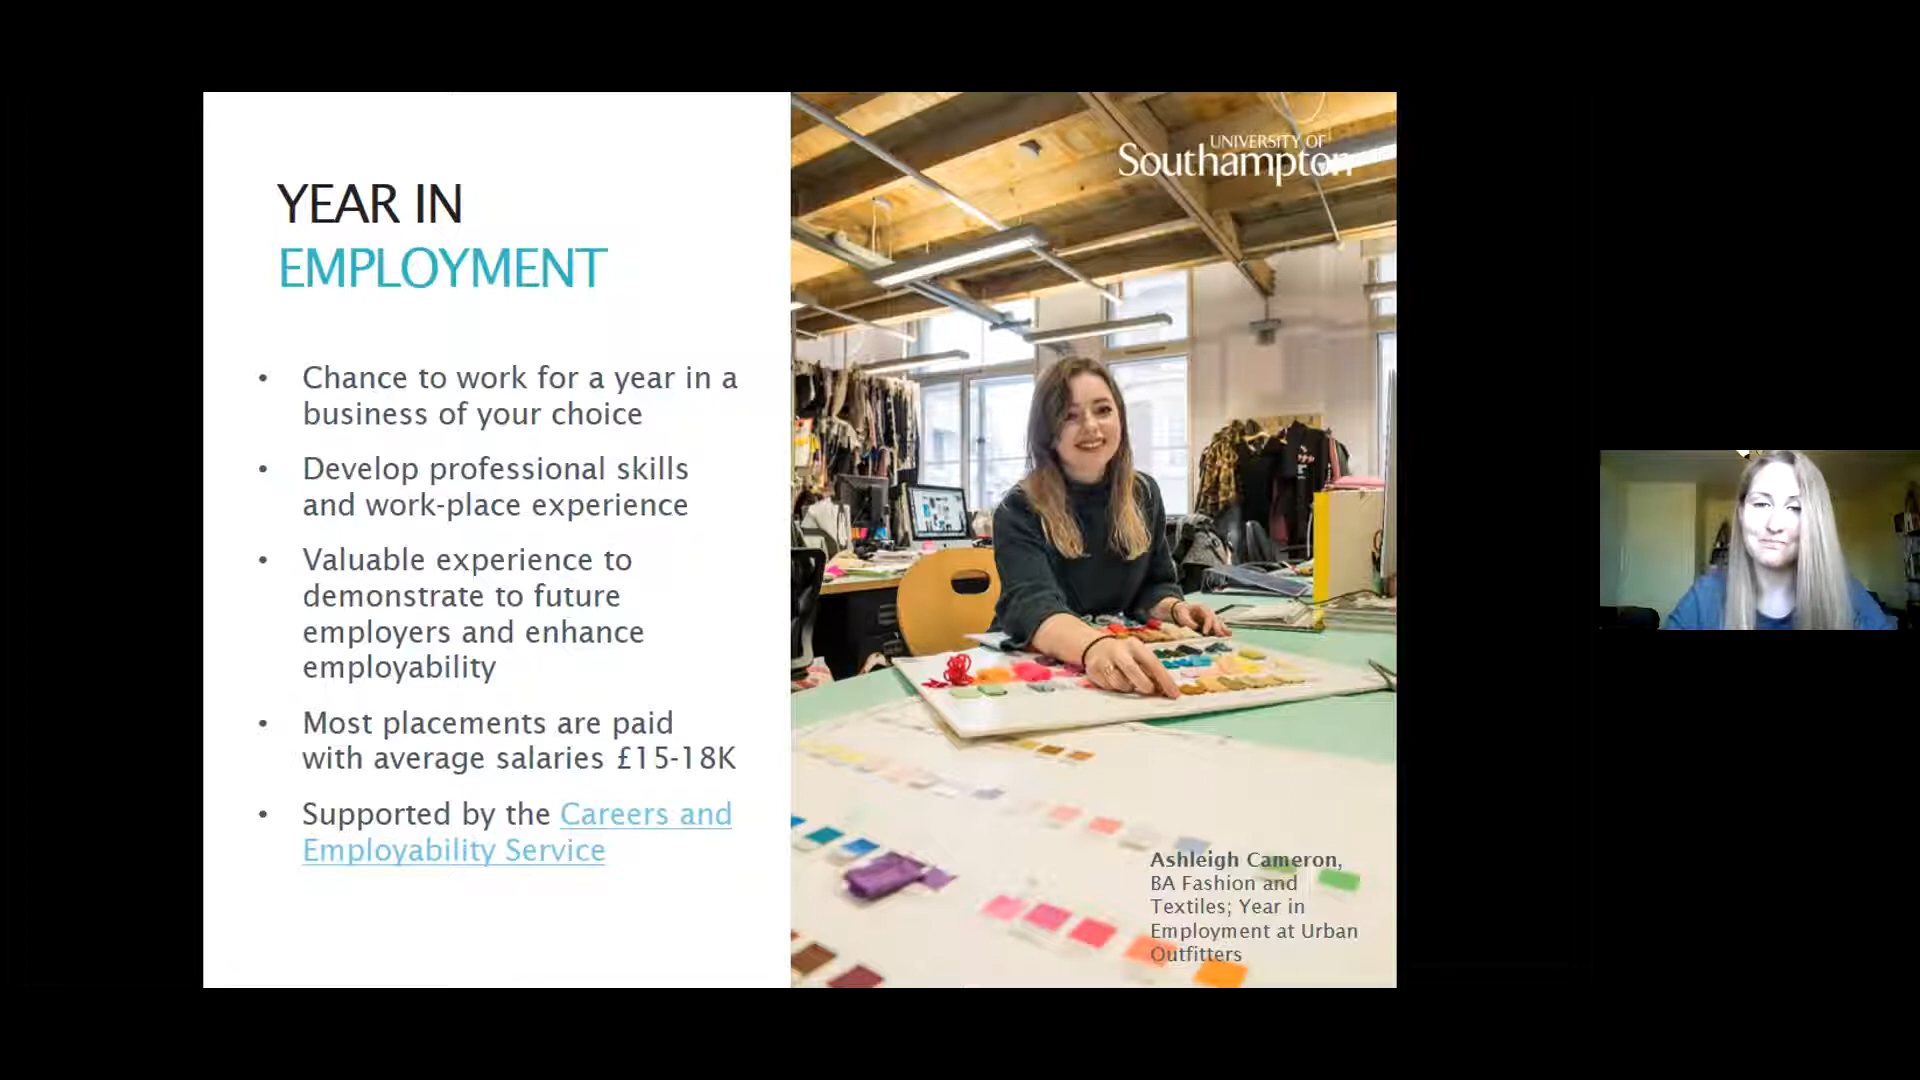 UNIVERSITY OF
Southampton
YEAR IN
EMPLOYMENT
• Chance to work for a year in a
business of your choice
• Develop professional skills
and work-place experience
• Valuable experience to
demonstrate to future
employers and enhance
employability
• Most placements are paid
with average salaries £15-18K
• Supported by the Careers and
Employability Service
Ashleigh Cameron,
BA Fashion and
Textiles; Year in
Employment at Urban
Outfitters